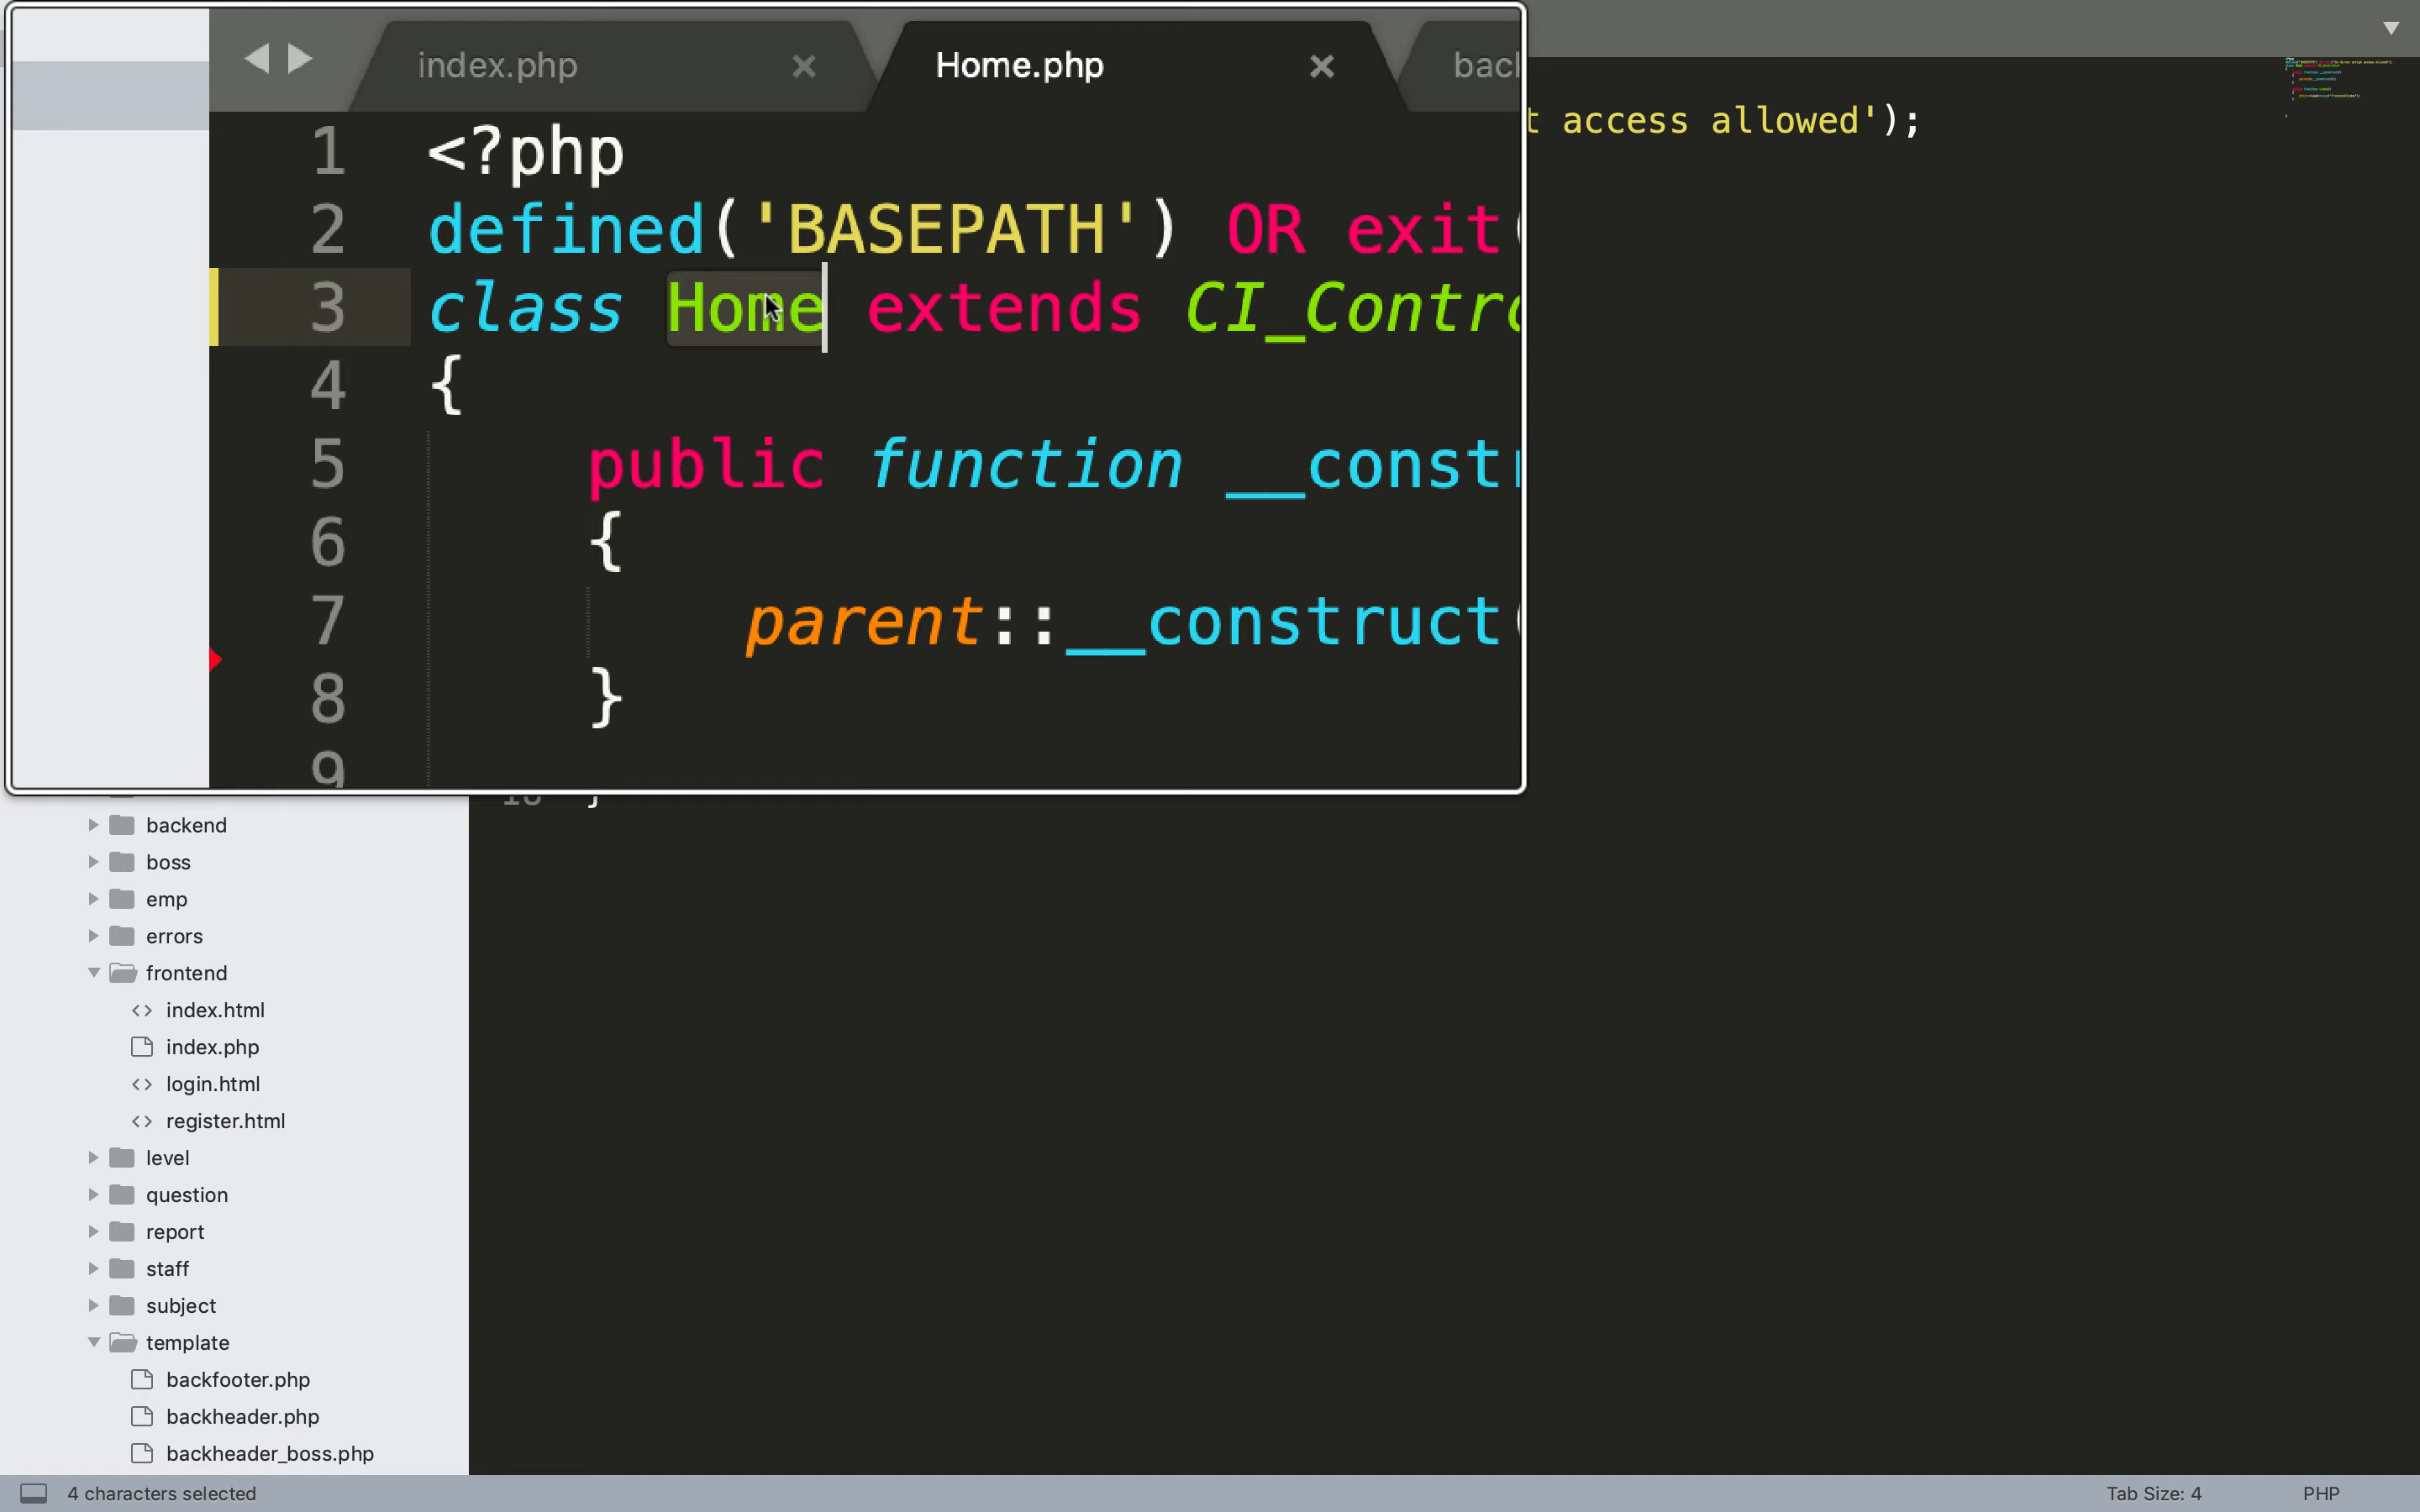 index.php
Home.php
1 <?php
2 defined('BASEPATH') OR exit
t access allowed');
3 class Home extends CI_Contro
4 {
5 public function __constr
6 {
7 parent::__construct
8 }
9
}
backend
boss
emp
errors
frontend
<> index.html
index.php
<> login.html
<> register.html
level
question
report
staff
subject
template
backfooter.php
backheader.php
backheader_boss.php
4 characters selected
Tab Size: 4
PHP